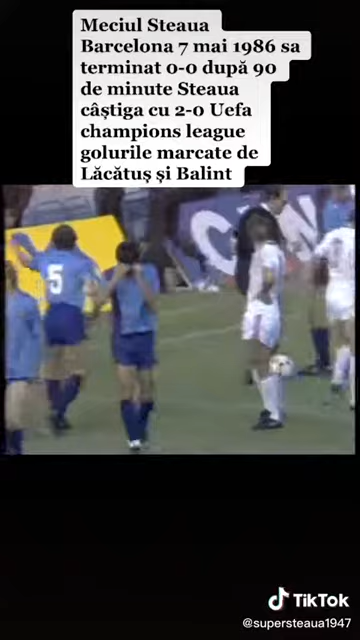 Meciul Steaua
Barcelona 7 mai 1986 sa
terminat 0-0 după 90
de minute Steaua
câștiga cu 2-0 Uefa
champions league
golurile marcate de
Lăcătuș și Balint
5
TikTok
@supersteaua1947